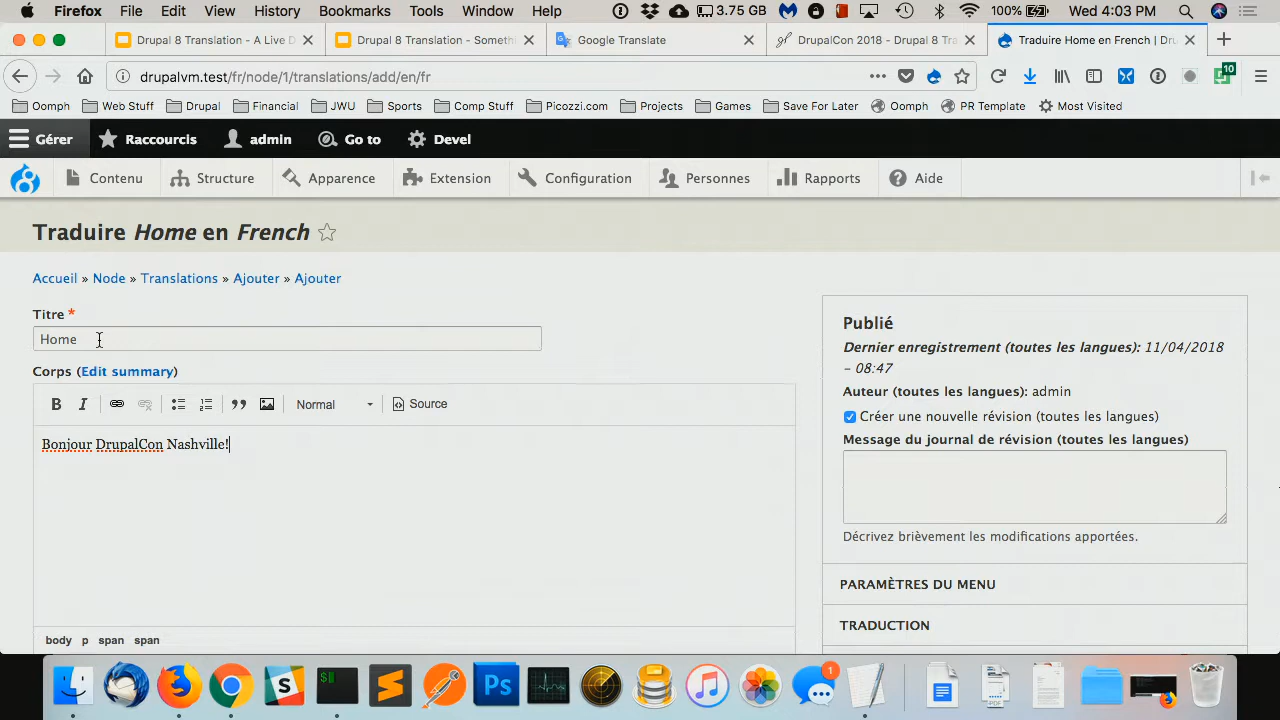 Firefox File Edit View History Bookmarks Tools Window Help 3.75 GB 100% Wed 4:03 PM
Drupal 8 Translation - A Live D
Drupal 8 Translation - Some
Google Translate
DrupalCon 2018 - Drupal 8 Tra
Traduire Home en French | Dru
drupalvm.test/fr/node/1/translations/add/en/fr
10
Oomph Web Stuff Drupal Financial JWU Sports Comp Stuff Picozzi.com Projects Games Save For Later Oomph PR Template Most Visited
Gérer Raccourcis admin Go to Devel
Contenu Structure Apparence Extension Configuration Personnes Rapports Aide
Traduire Home en French
Accueil » Node » Translations » Ajouter » Ajouter
Titre *
Home
Corps (Edit summary)
B I Normal Source
Bonjour DrupalCon Nashville!
body p span span
Publié
Dernier enregistrement (toutes les langues): 11/04/2018
- 08:47
Auteur (toutes les langues): admin
Créer une nouvelle révision (toutes les langues)
Message du journal de révision (toutes les langues)
Décrivez brièvement les modifications apportées.
PARAMÈTRES DU MENU
TRADUCTION
Ps
1